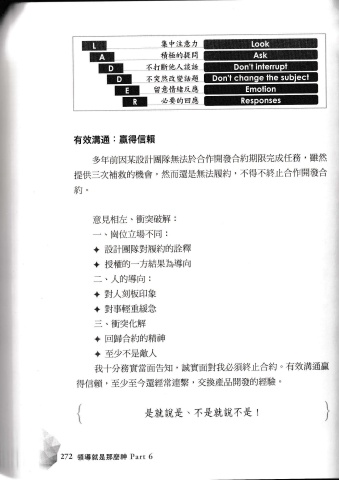 L 集中注意力 Look
A 積極的提問 Ask
D 不打斷他人談話 Don't interrupt
D 不突然改變話題 Don't change the subject
E 留意情緒反應 Emotion
R 必要的回應 Responses
有效溝通：贏得信賴
多年前因某設計團隊無法於合作開發合約期限完成任務，雖然
提供三次補救的機會，然而還是無法履約，不得不終止合作開發合
約。
意見相左、衝突破解：
一、崗位立場不同：
✦ 設計團隊對履約的詮釋
✦ 授權的一方結果為導向
二、人的導向：
✦ 對人刻板印象
✦ 對事輕重緩急
三、衝突化解
✦ 回歸合約的精神
✦ 至少不是敵人
我十分務實當面告知，誠實面對我必須終止合約。有效溝通贏
得信賴，至少至今還經常連繫，交換產品開發的經驗。
是就說是、不是就說不是！
272 領導就是那麼神 Part 6